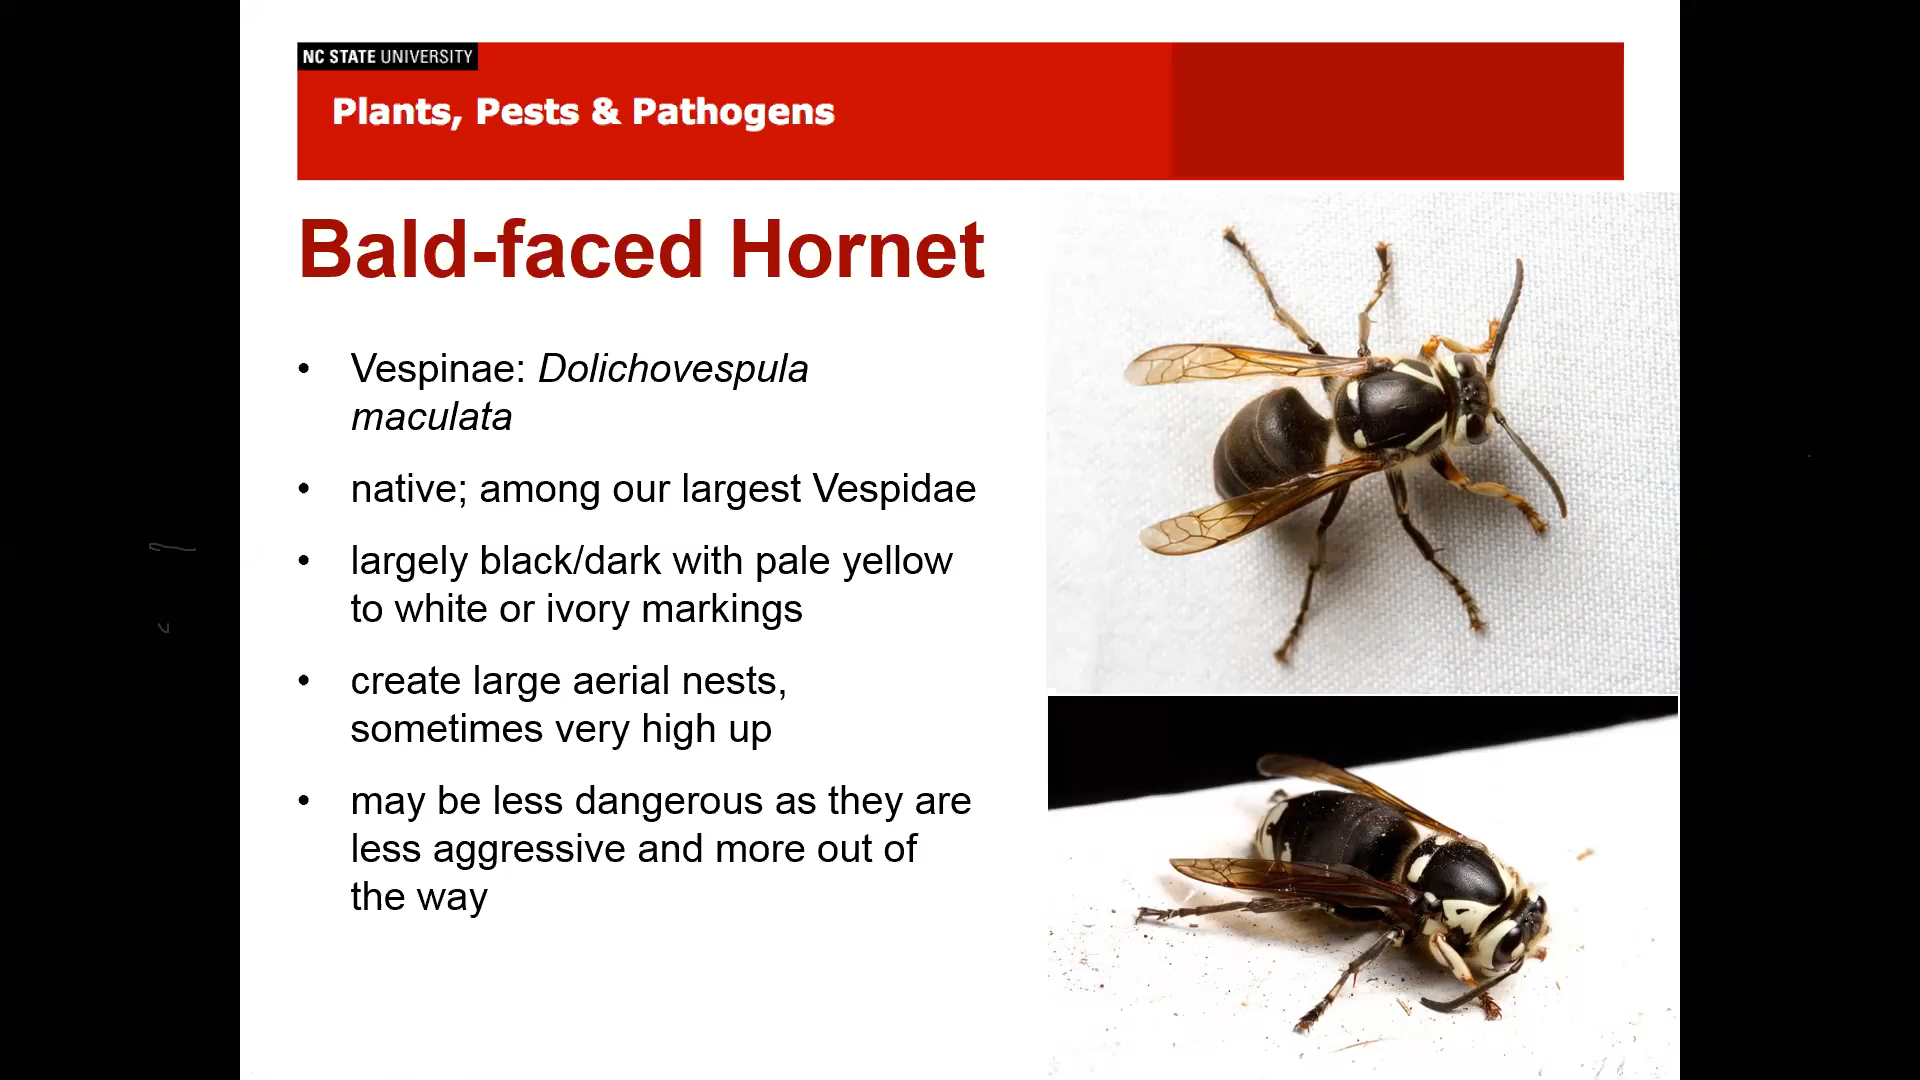 NC STATE UNIVERSITY
Plants, Pests & Pathogens
Bald-faced Hornet
• Vespinae: Dolichovespula
maculata
• native; among our largest Vespidae
• largely black/dark with pale yellow
to white or ivory markings
• create large aerial nests,
sometimes very high up
• may be less dangerous as they are
less aggressive and more out of
the way